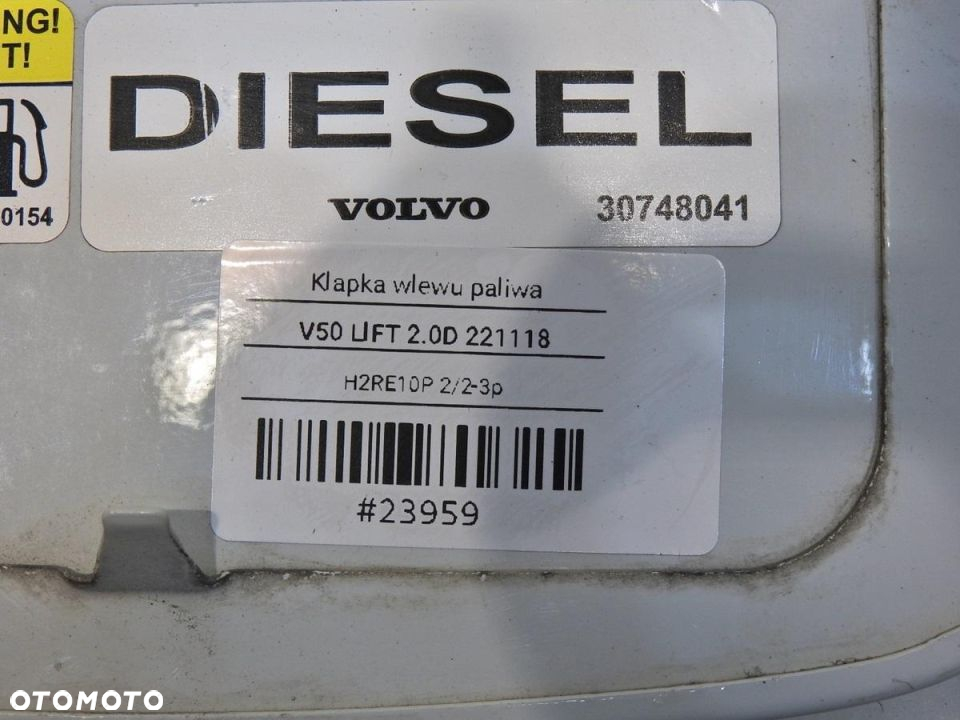 NG!
T!
0154
DIESEL
VOLVO 30748041
Klapka wlewu paliwa
V50 LIFT 2.0D 221118
H2RE10P 2/2-3p
#23959
OTOMOTO